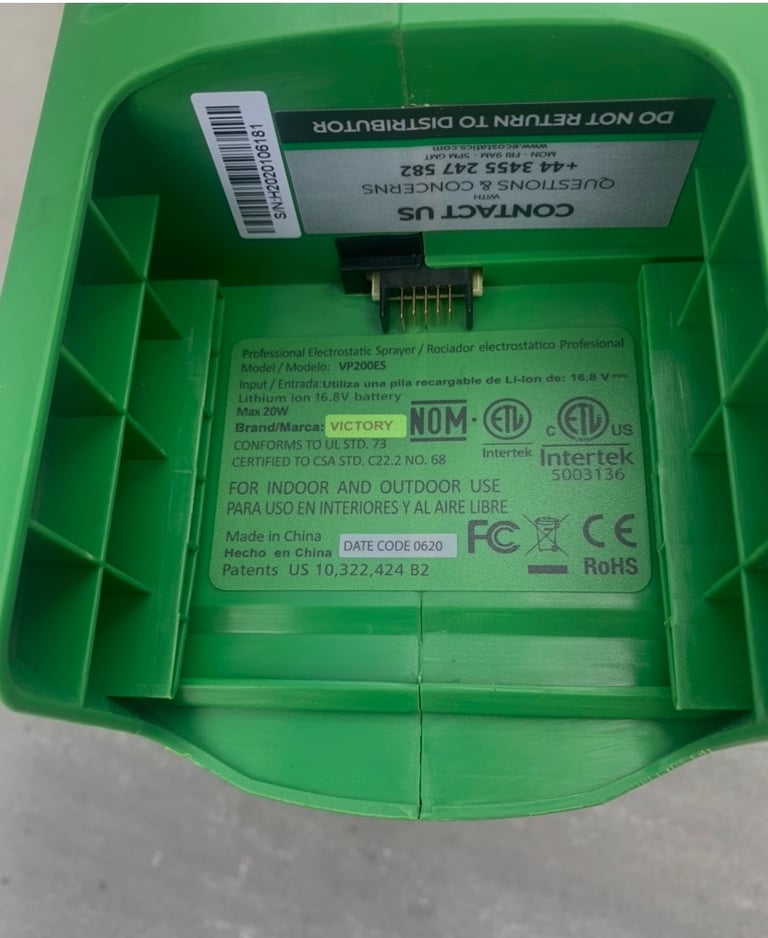 S/N:H2020106181
CONTACT US
WITH
QUESTIONS & CONCERNS
+44 3455 247 582
MON - FRI 9AM - 5PM GMT
www.ecostatics.com
DO NOT RETURN TO DISTRIBUTOR
Professional Electrostatic Sprayer / Rociador electrostático Profesional
Model / Modelo: VP200ES
Input / Entrada:Utiliza una pila recargable de Li-Ion de: 16.8 V
Lithium ion 16.8V battery
Max 20W
Brand/Marca: VICTORY
NOM
ETL
Intertek
C ETL US
Intertek
5003136
CONFORMS TO UL STD. 73
CERTIFIED TO CSA STD. C22.2 NO. 68
FOR INDOOR AND OUTDOOR USE
PARA USO EN INTERIORES Y AL AIRE LIBRE
Made in China
Hecho en China
DATE CODE 0620
FC CE
RoHS
Patents US 10,322,424 B2